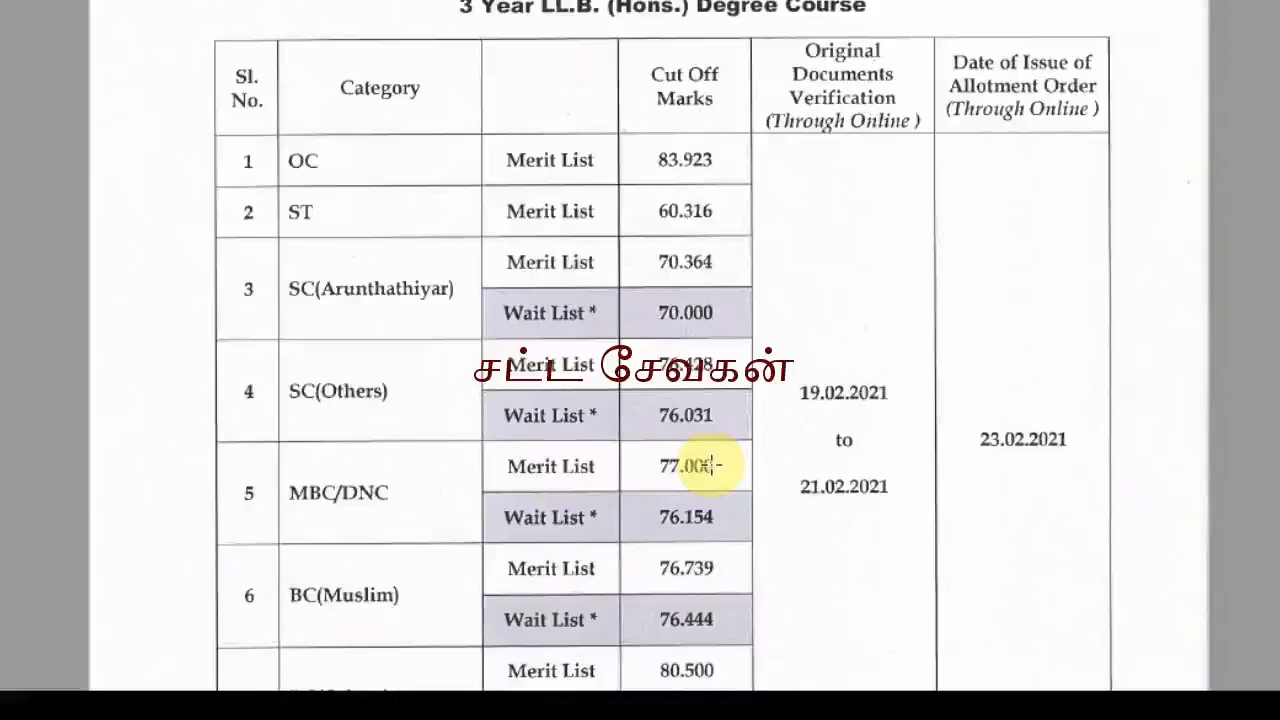 3 Year LL.B. (Hons.) Degree Course
Sl. No. Category Cut Off Marks Original Documents Verification (Through Online ) Date of Issue of Allotment Order (Through Online )
1 OC Merit List 83.923
2 ST Merit List 60.316
3 SC(Arunthathiyar) Merit List 70.364
Wait List * 70.000
4 SC(Others) Merit List
Wait List * 76.031
சட்ட சேவகன்
19.02.2021 to 21.02.2021
23.02.2021
5 MBC/DNC Merit List
Wait List * 76.154
6 BC(Muslim) Merit List 76.739
Wait List * 76.444
Merit List 80.500